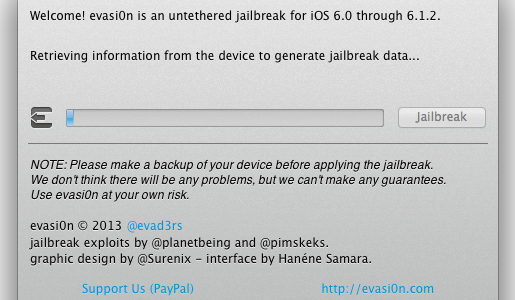 Welcome! evasi0n is an untethered jailbreak for iOS 6.0 through 6.1.2.
Retrieving information from the device to generate jailbreak data...
Jailbreak
NOTE: Please make a backup of your device before applying the jailbreak.
We don't think there will be any problems, but we can't make any guarantees.
Use evasi0n at your own risk.
evasi0n © 2013 @evad3rs
jailbreak exploits by @planetbeing and @pimskeks.
graphic design by @Surenix – interface by Hanéne Samara.
Support Us (PayPal) http://evasi0n.com